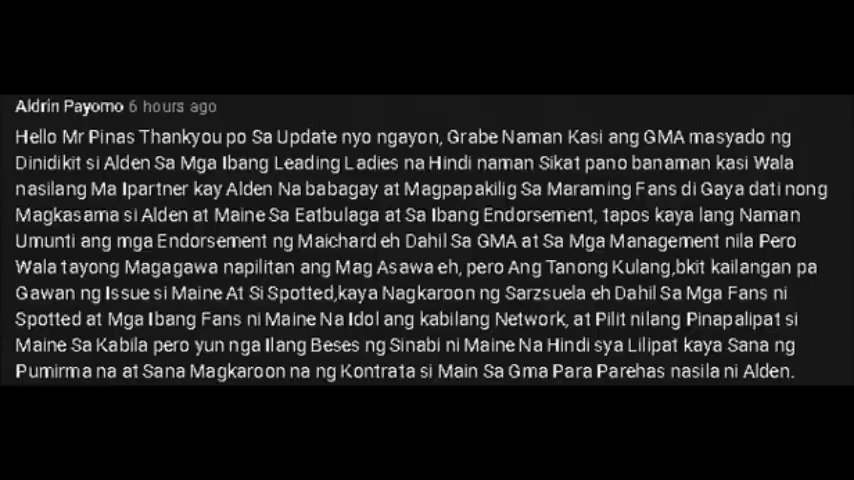 Aldrin Payomo 6 hours ago
Hello Mr Pinas Thankyou po Sa Update nyo ngayon, Grabe Naman Kasi ang GMA masyado ng
Dinidikit si Alden Sa Mga Ibang Leading Ladies na Hindi naman Sikat pano banaman kasi Wala
nasilang Ma Ipartner kay Alden Na babagay at Magpapakilig Sa Maraming Fans di Gaya dati nong
Magkasama si Alden at Maine Sa Eatbulaga at Sa Ibang Endorsement, tapos kaya lang Naman
Umunti ang mga Endorsement ng Maichard eh Dahil Sa GMA at Sa Mga Management nila Pero
Wala tayong Magagawa napilitan ang Mag Asawa eh, pero Ang Tanong Kulang,bkit kailangan pa
Gawan ng Issue si Maine At Si Spotted,kaya Nagkaroon ng Sarzsuela eh Dahil Sa Mga Fans ni
Spotted at Mga Ibang Fans ni Maine Na Idol ang kabilang Network, at Pilit nilang Pinapalipat si
Maine Sa Kabila pero yun nga Ilang Beses ng Sinabi ni Maine Na Hindi sya Lilipat kaya Sana ng
Pumirma na at Sana Magkaroon na ng Kontrata si Main Sa Gma Para Parehas nasila ni Alden.